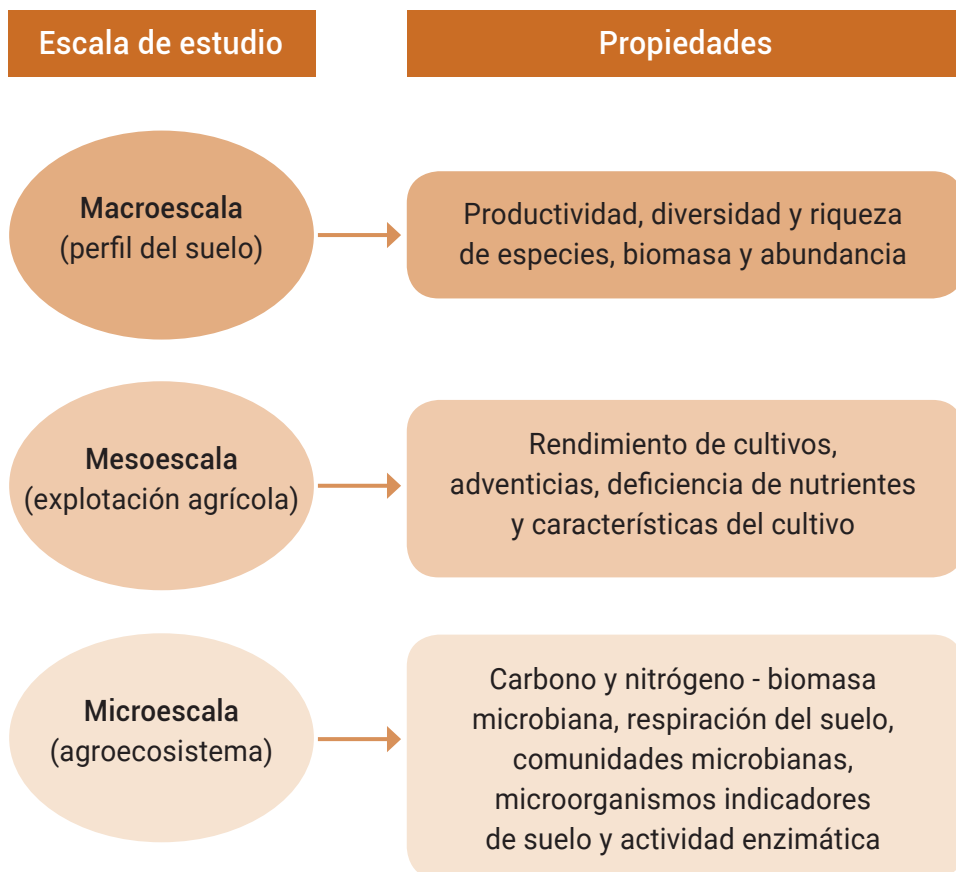 Escala de estudio
Propiedades
Macroescala
(perfil del suelo)
Productividad, diversidad y riqueza
de especies, biomasa y abundancia
Mesoescala
(explotación agrícola)
Rendimiento de cultivos,
adventicias, deficiencia de nutrientes
y carácterísticas del cultivo
Microescala
(agroecosistema)
Carbono y nitrógeno - biomasa
microbiana, respiración del suelo,
comunidades microbianas,
microorganismos indicadores
de suelo y actividad enzimática